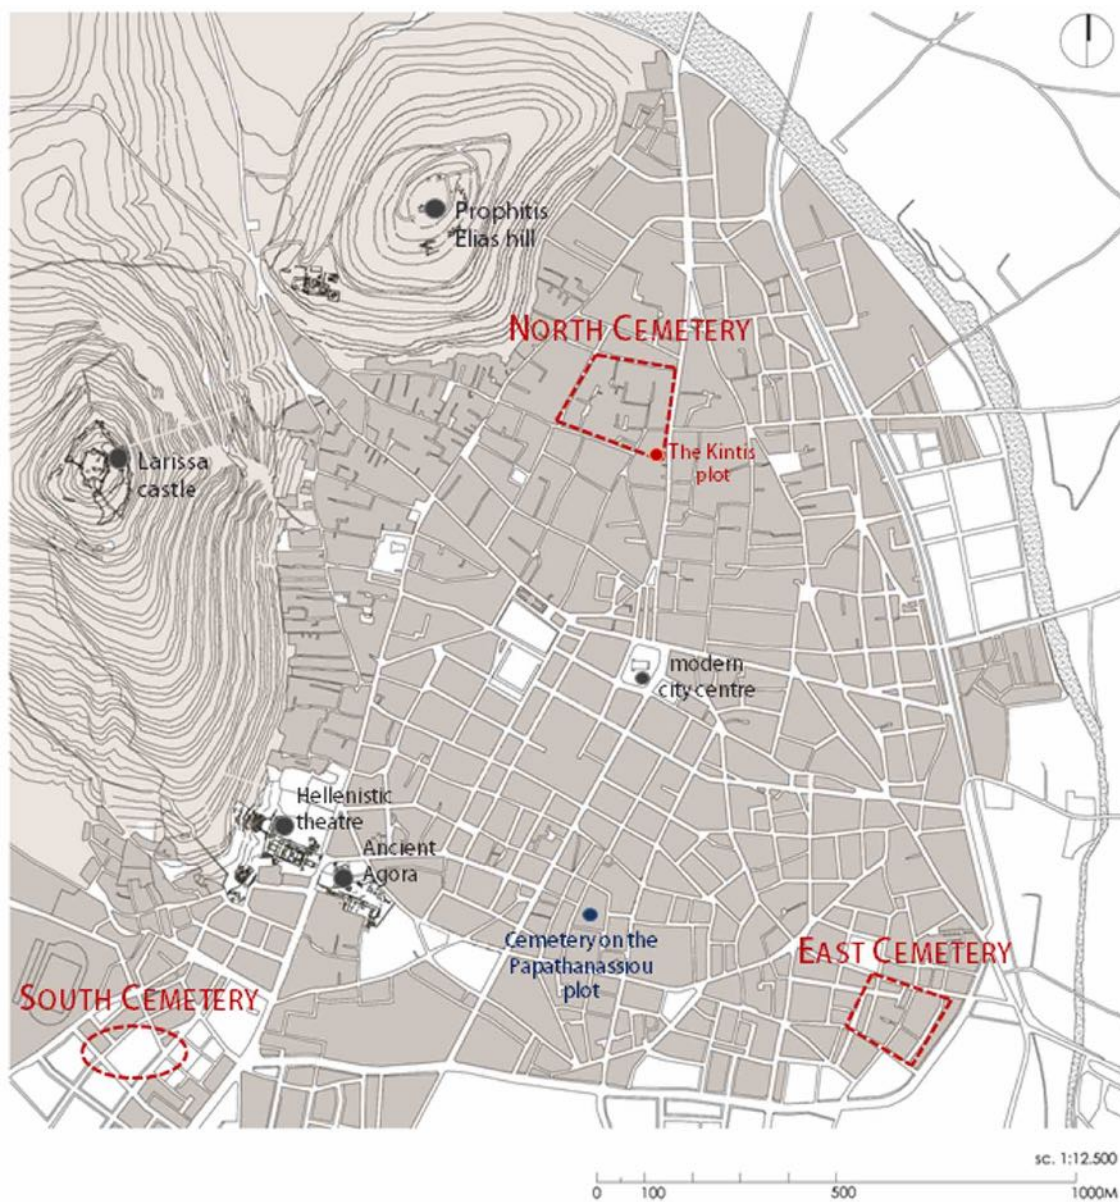 Prophitis
Elias hill
NORTH CEMETERY
The Kintis
plot
Larissa
castle
modern
city centre
Hellenistic
theatre
Ancient
Agora
Cemetery on the
Papathanassiou
plot
EAST CEMETERY
SOUTH CEMETERY
sc. 1:12.500
0 100 500 1000M